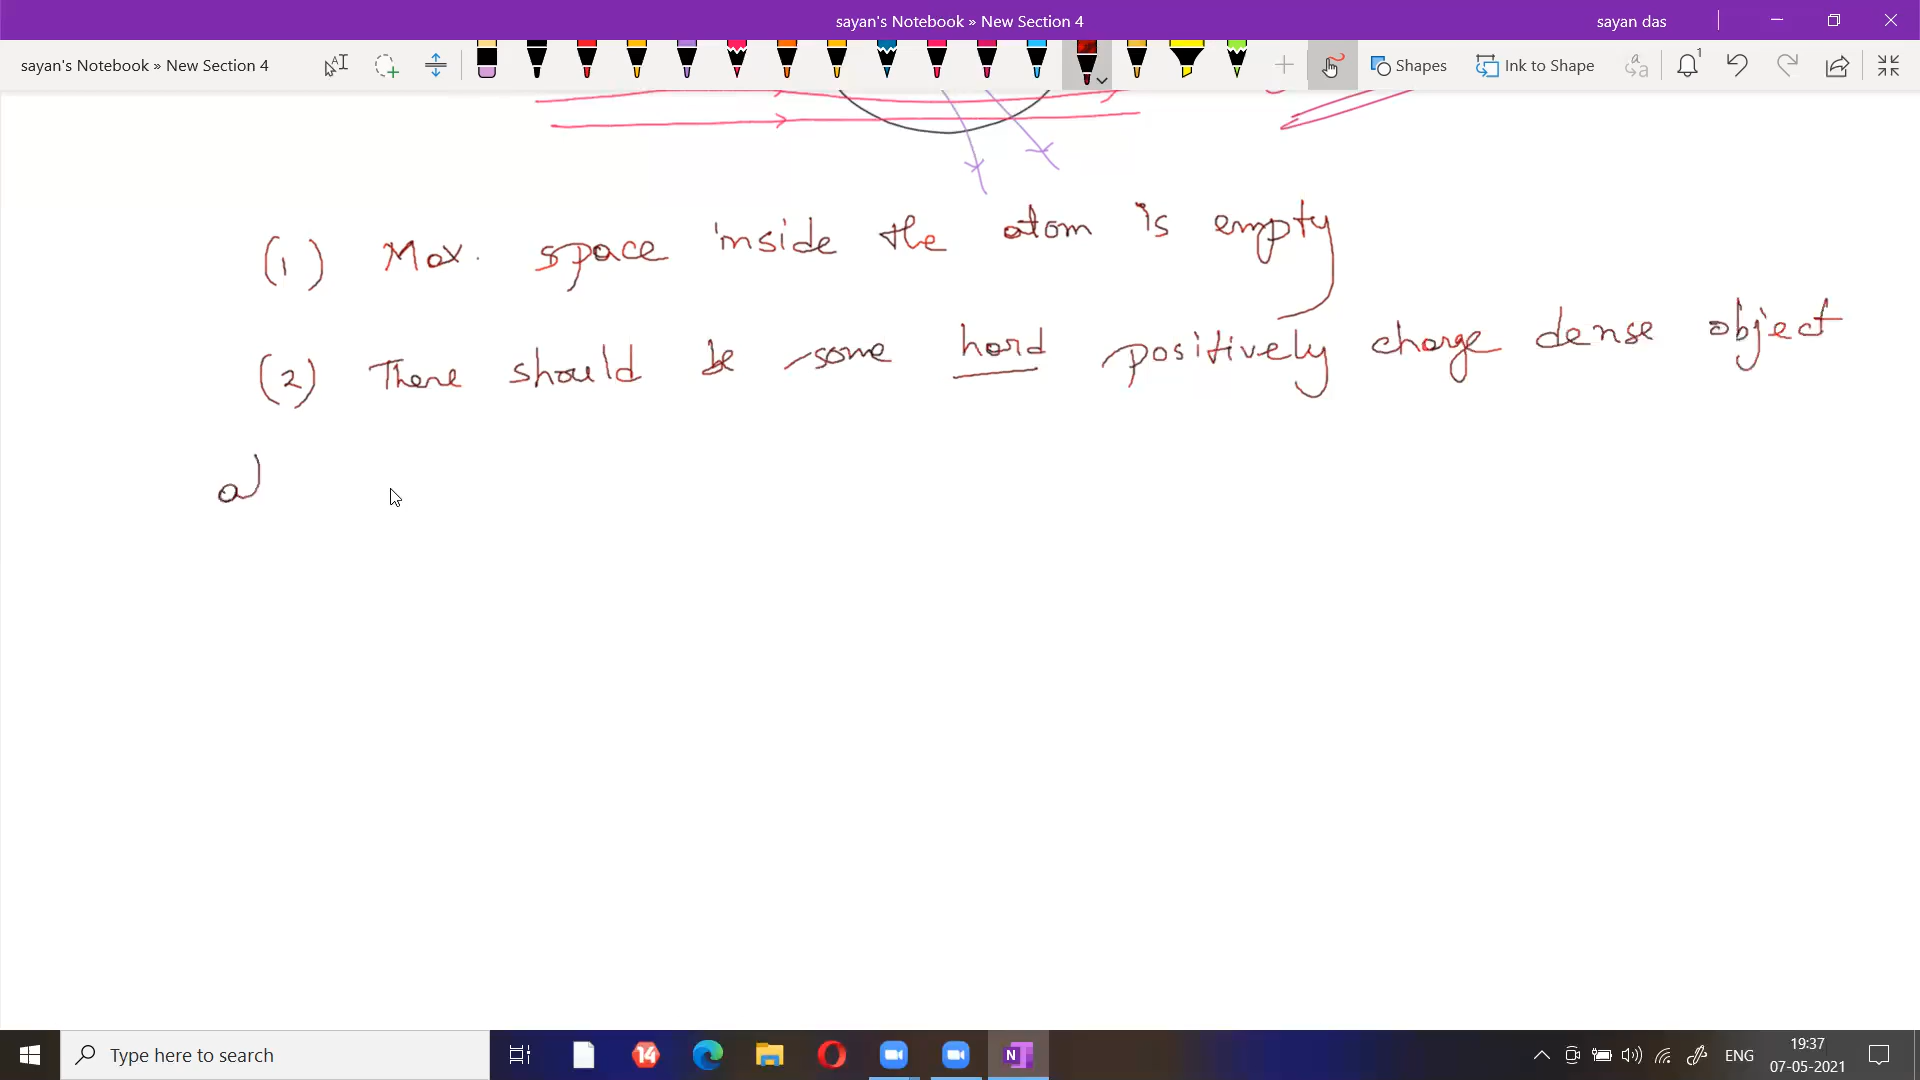 sayan's Notebook » New Section 4
sayan das
sayan's Notebook » New Section 4
Shapes
Ink to Shape
1
(1) Max. space inside the atom is empty
(2) There should be some hard positively charge dense object
a)
Type here to search
14
N
ENG
19:37
07-05-2021